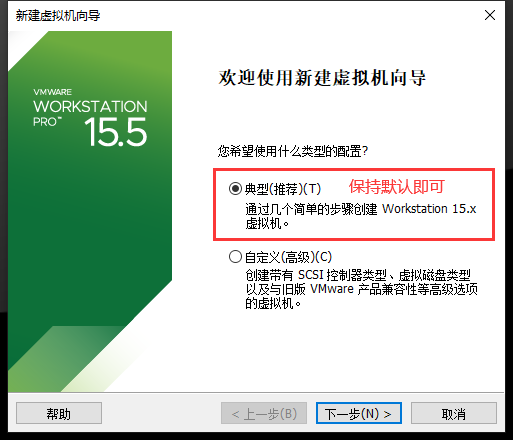 新建虚拟机向导
VMWARE
WORKSTATION
PRO™ 15.5
欢迎使用新建虚拟机向导
您希望使用什么类型的配置?
典型(推荐)(T) 保持默认即可
通过几个简单的步骤创建 Workstation 15.x
虚拟机。
自定义(高级)(C)
创建带有 SCSI 控制器类型、虚拟磁盘类型
以及与旧版 VMware 产品兼容性等高级选项
的虚拟机。
帮助 < 上一步(B) 下一步(N) > 取消